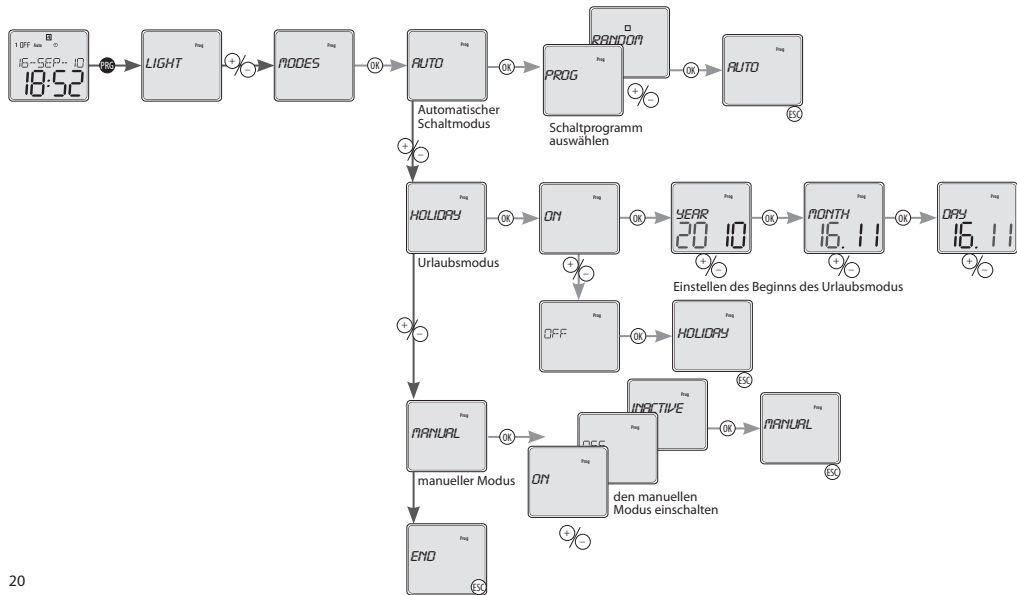 1 OFF Auto
16--SEP-- 10
18:52
PRG
Prog
LIGHT
+/−
Prog
MODES
OK
Prog
AUTO
OK
RANDOM
Prog
PROG
+/−
OK
Prog
AUTO
ESC
Automatischer
Schaltmodus
Schaltprogramm
auswählen
+/−
Prog
HOLIDAY
OK
Prog
ON
OK
Prog
YEAR
20 10
OK
Prog
MONTH
16. 11
OK
Prog
DAY
16. 11
Urlaubsmodus
+/−
+/−
+/−
+/−
Einstellen des Beginns des Urlaubsmodus
+/−
Prog
OFF
OK
Prog
HOLIDAY
ESC
Prog
MANUAL
OK
Prog
INACTIVE
Prog
OFF
Prog
ON
OK
Prog
MANUAL
ESC
manueller Modus
den manuellen
Modus einschalten
+/−
Prog
END
ESC
20